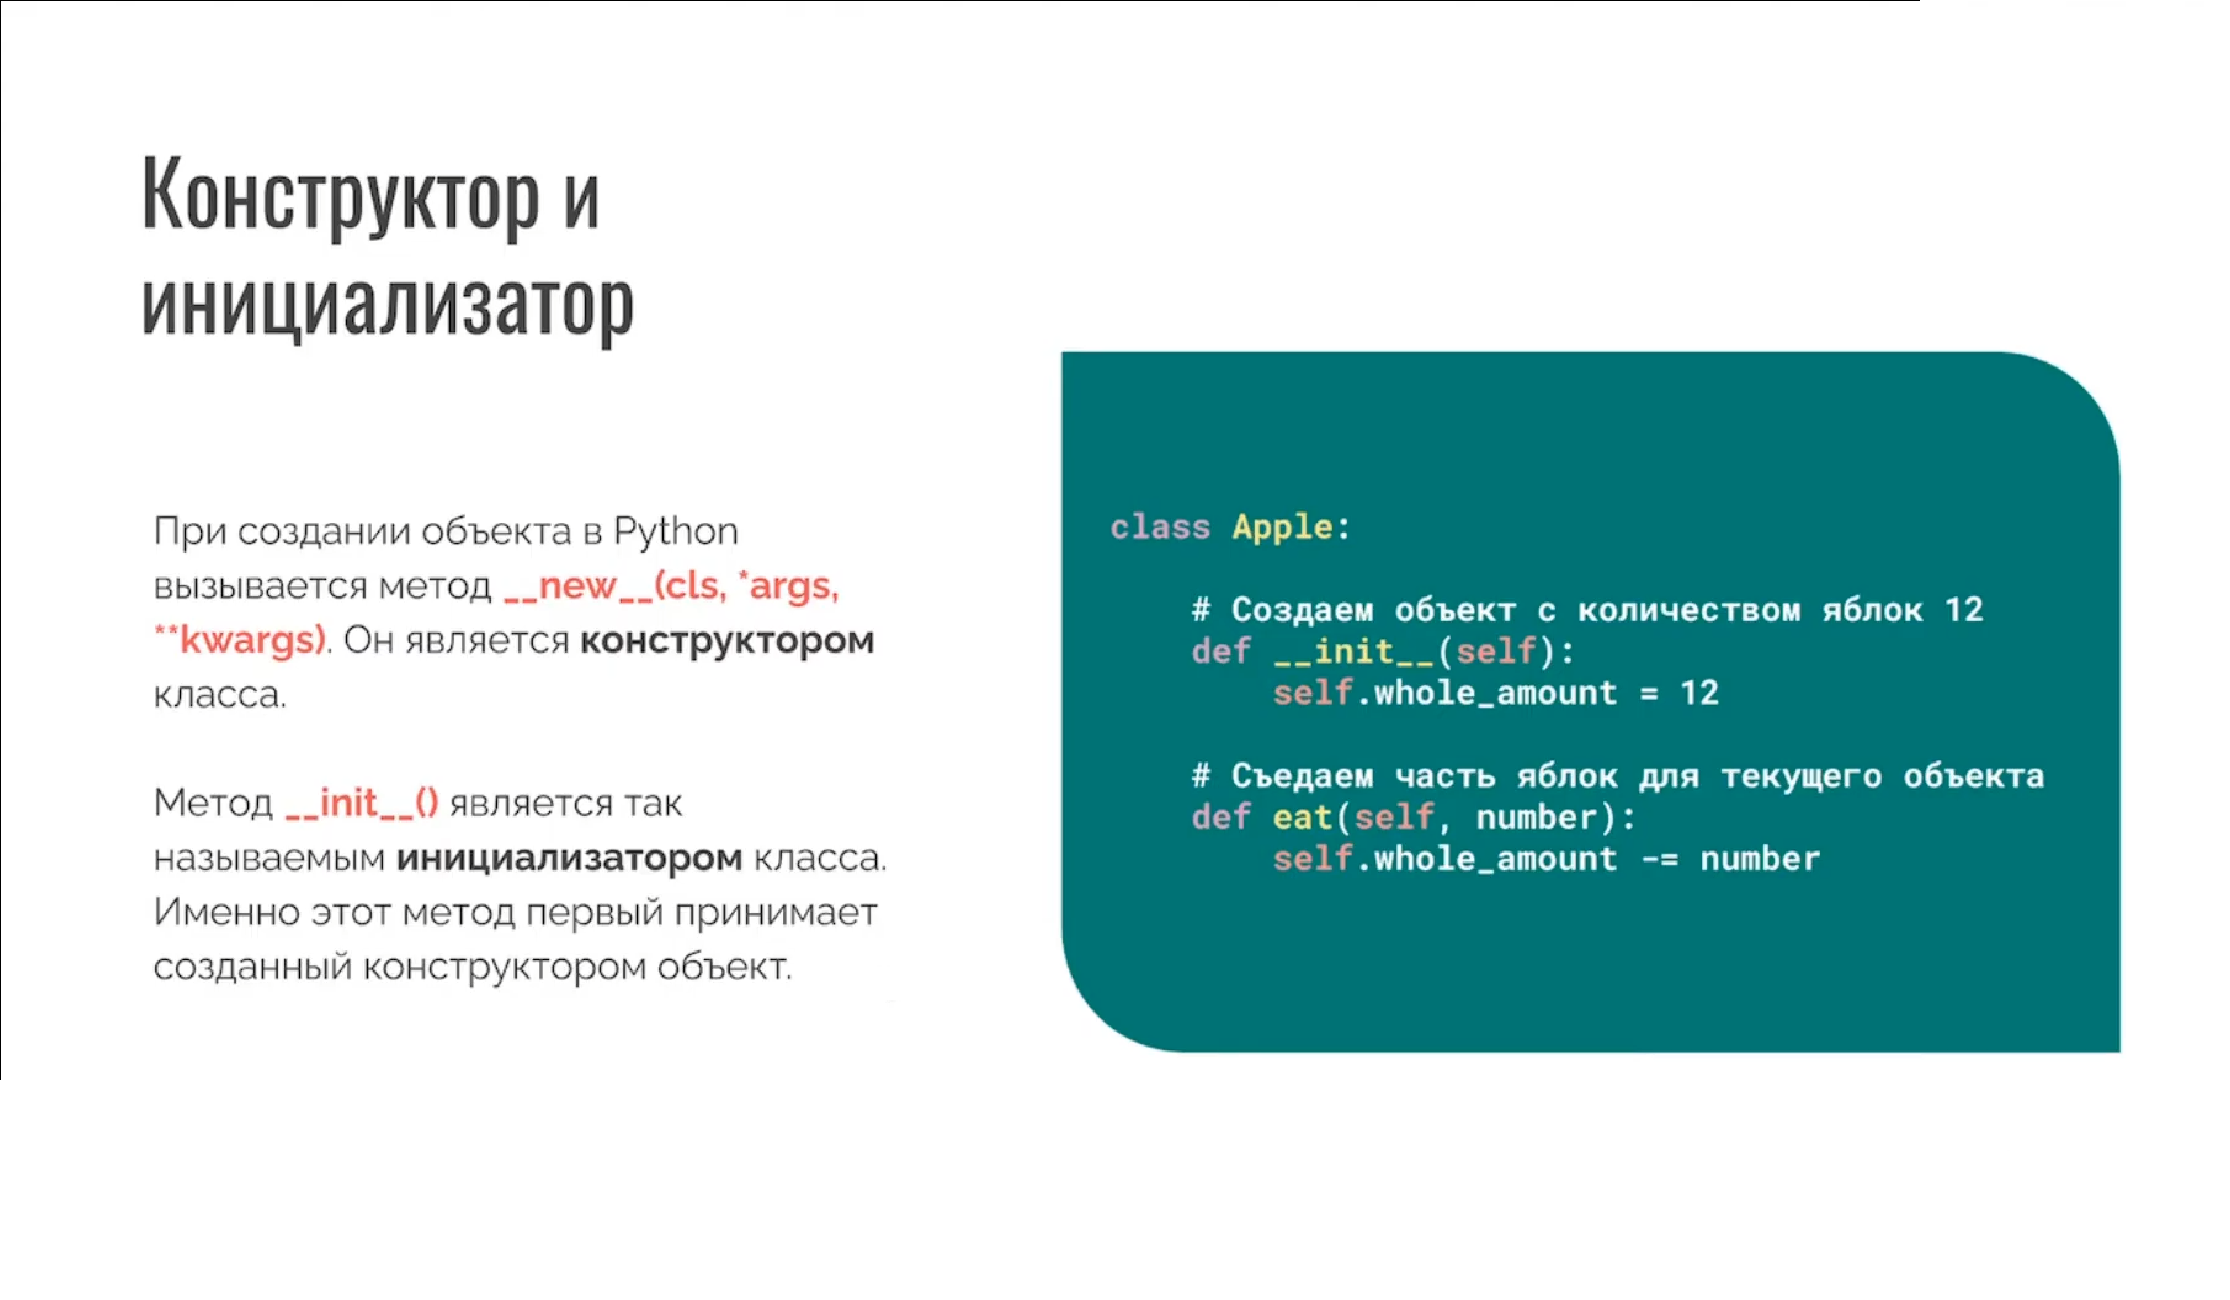 Конструктор и
инициализатор
При создании объекта в Python
вызывается метод __new__(cls, *args,
**kwargs). Он является конструктором
класса.
Метод __init__() является так
называемым инициализатором класса.
Именно этот метод первый принимает
созданный конструктором объект.
class Apple:
# Создаем объект с количеством яблок 12
def __init__(self):
self.whole_amount = 12
# Съедаем часть яблок для текущего объекта
def eat(self, number):
self.whole_amount -= number